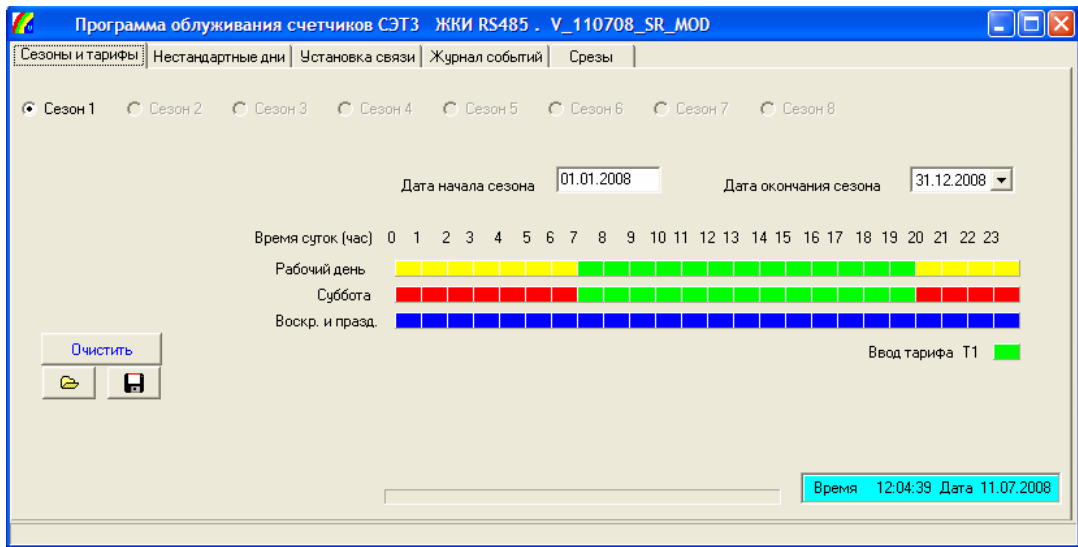 Программа облуживания счетчиков СЭТ3 ЖКИ RS485 . V_110708_SR_MOD
Сезоны и тарифы Нестандартные дни Установка связи Журнал событий Срезы
Сезон 1 Сезон 2 Сезон 3 Сезон 4 Сезон 5 Сезон 6 Сезон 7 Сезон 8
Дата начала сезона 01.01.2008 Дата окончания сезона 31.12.2008
Время суток (час) 0 1 2 3 4 5 6 7 8 9 10 11 12 13 14 15 16 17 18 19 20 21 22 23
Рабочий день
Суббота
Воскр. и празд.
Очистить
Ввод тарифа Т1
Время 12:04:39 Дата 11.07.2008